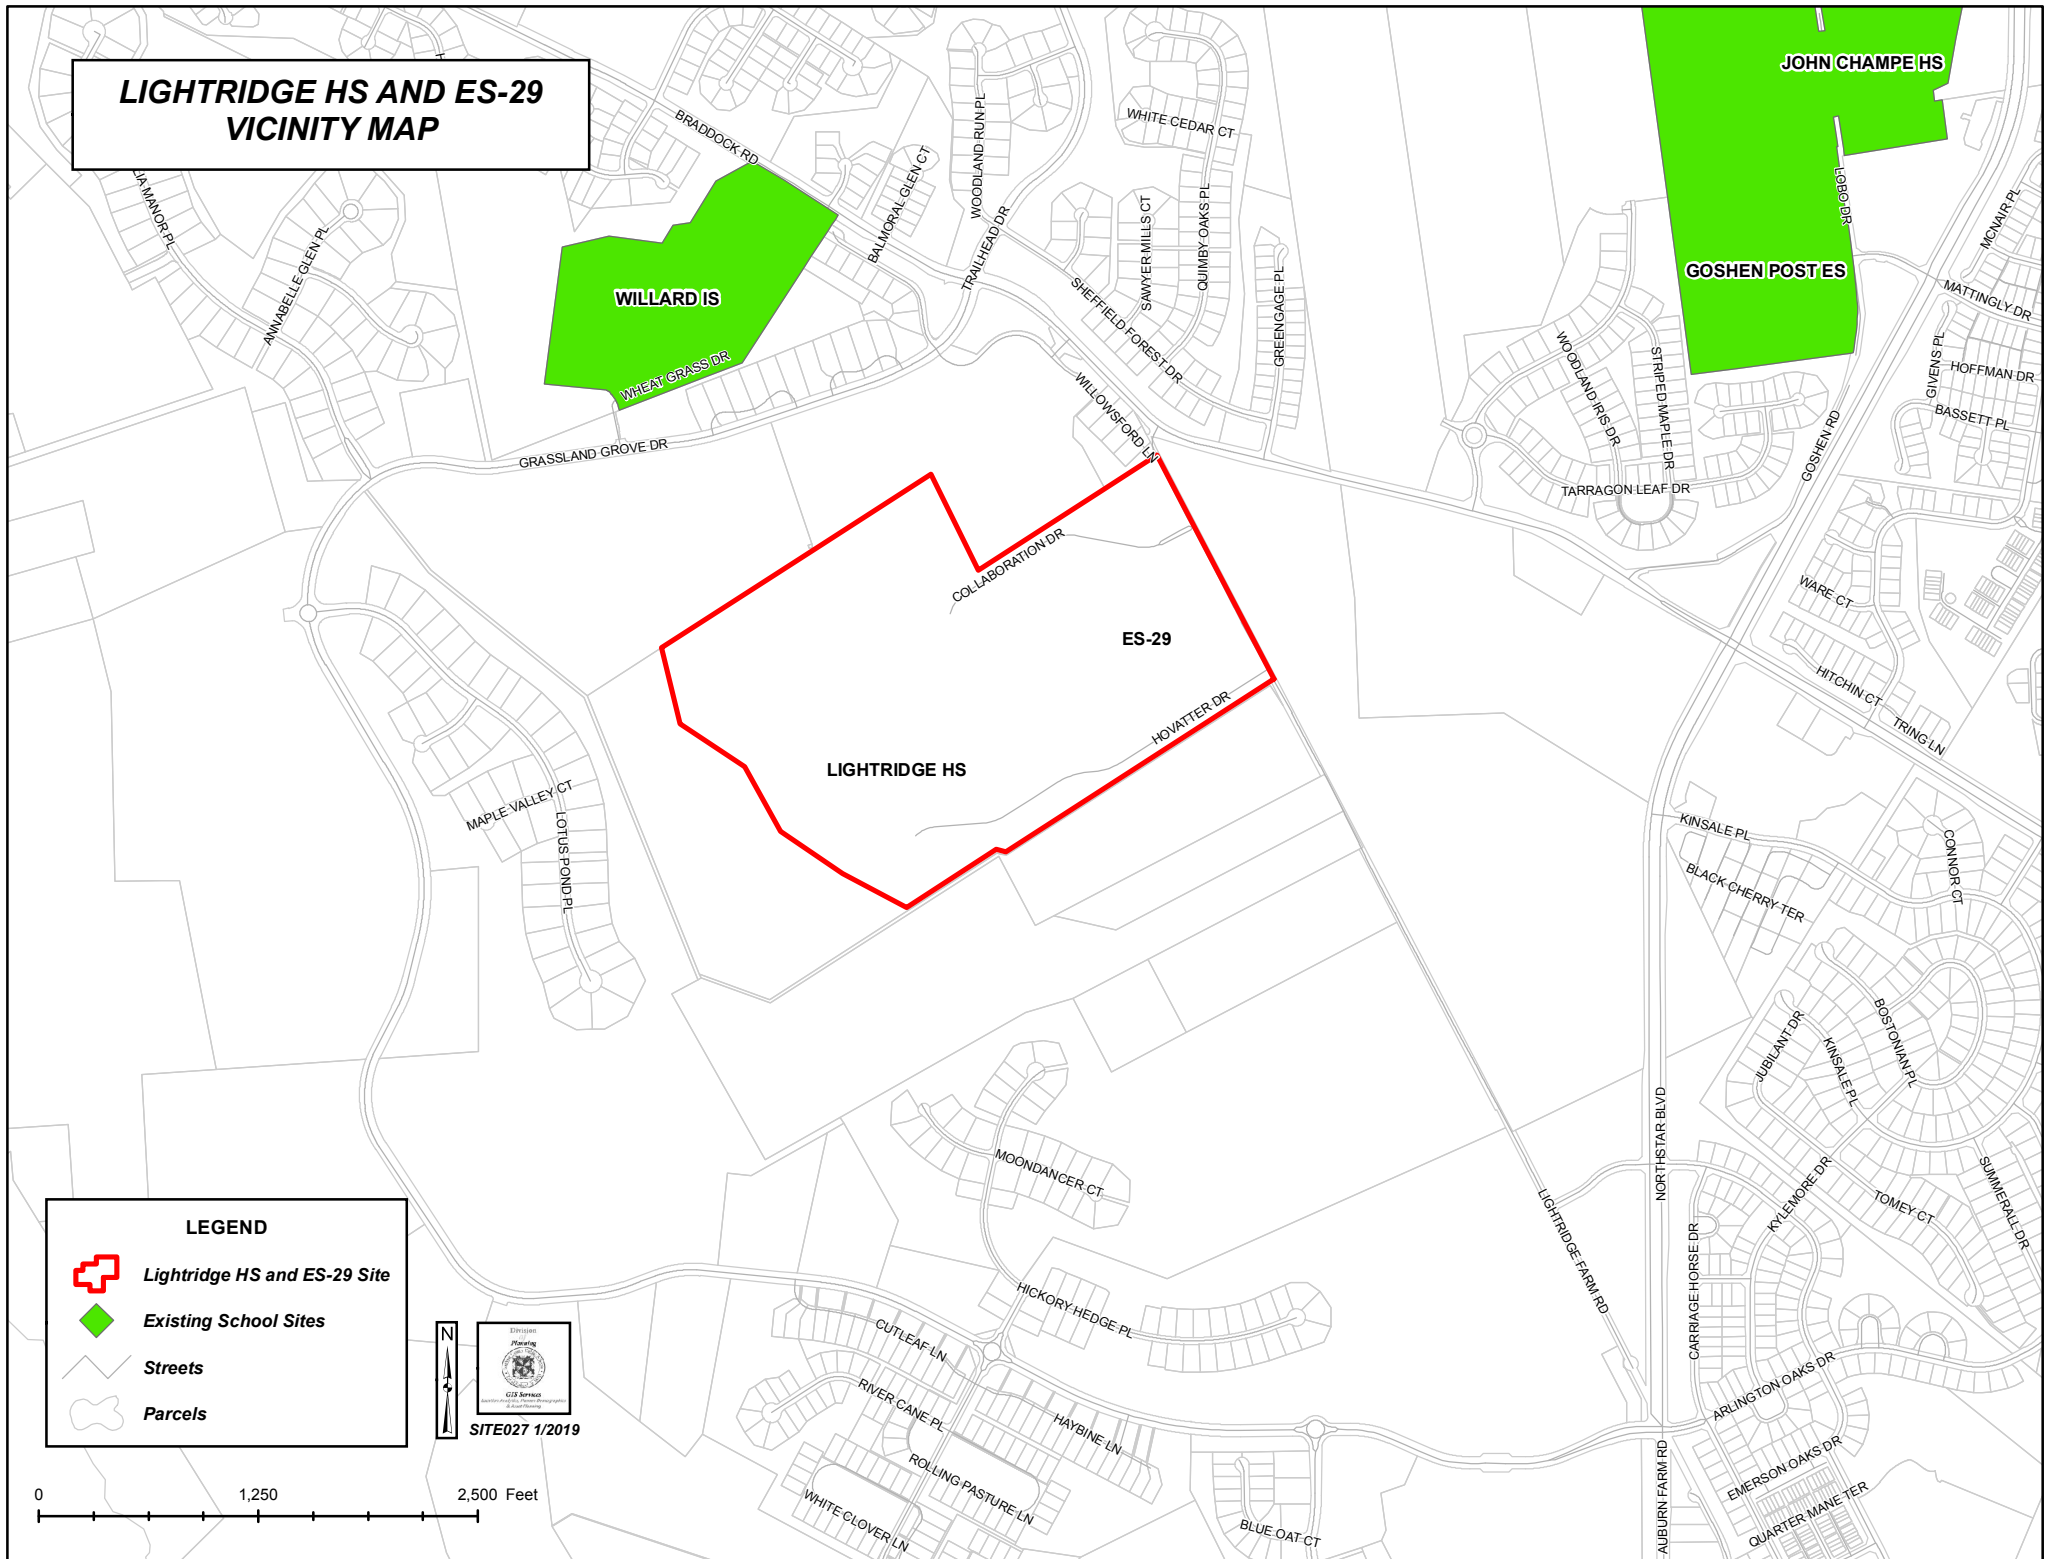 LIGHTRIDGE HS AND ES-29
VICINITY MAP
BRADDOCK RD
WOODLAND RUN PL
WHITE CEDAR CT
JOHN CHAMPE HS
LIA MANOR PL
ANNABELLE GLEN PL
BALMORAL GLEN CT
TRAILHEAD DR
SAWYER MILLS CT
QUIMBY OAKS PL
LOBO DR
MCNAIR PL
WILLARD IS
SHEFFIELD FOREST DR
GREENGAGE PL
GOSHEN POST ES
MATTINGLY DR
WHEAT GRASS DR
WILLOWSFORD LN
WOODLAND IRIS DR
STRIPED MAPLE DR
GIVENS PL
HOFFMAN DR
BASSETT PL
GRASSLAND GROVE DR
GOSHEN RD
TARRAGON LEAF DR
COLLABORATION DR
WARE CT
ES-29
HITCHIN CT
HOVATTER DR
TRING LN
LIGHTRIDGE HS
MAPLE VALLEY CT
LOTUS POND PL
KINSALE PL
CONNOR CT
BLACK CHERRY TER
BOSTONIAN PL
JUBILANT DR
KINSALE PL
NORTHSTAR BLVD
MOONDANCER CT
LIGHTRIDGE FARM RD
KYLEMORE DR
TOMEY CT
SUMMERALL DR
CARRIAGE HORSE DR
HICKORY HEDGE PL
CUTLEAF LN
RIVER CANE PL
HAYBINE LN
ARLINGTON OAKS DR
ROLLING PASTURE LN
WHITE CLOVER LN
BLUE OAT CT
AUBURN FARM RD
EMERSON OAKS DR
QUARTER MANE TER
LEGEND
Lightridge HS and ES-29 Site
Existing School Sites
Streets
Parcels
N
Division
Planning
GIS Services
SITE027 1/2019
0 1,250 2,500 Feet